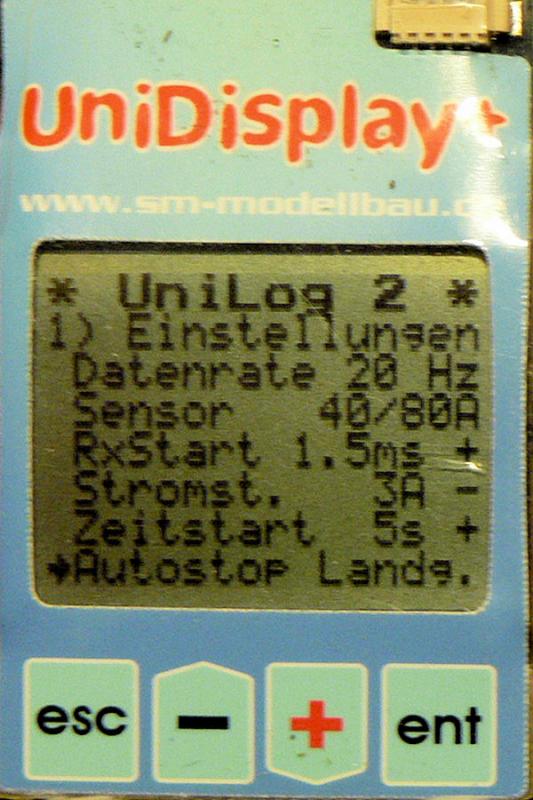 UniDisplay+
www.sm-modellbau.de
* UniLog 2 *
1) Einstellungen
Datenrate 20 Hz
Sensor 40/80A
RxStart 1.5ms +
Stromst. 3A -
Zeitstart 5s +
→Autostop Landg.
esc - + ent